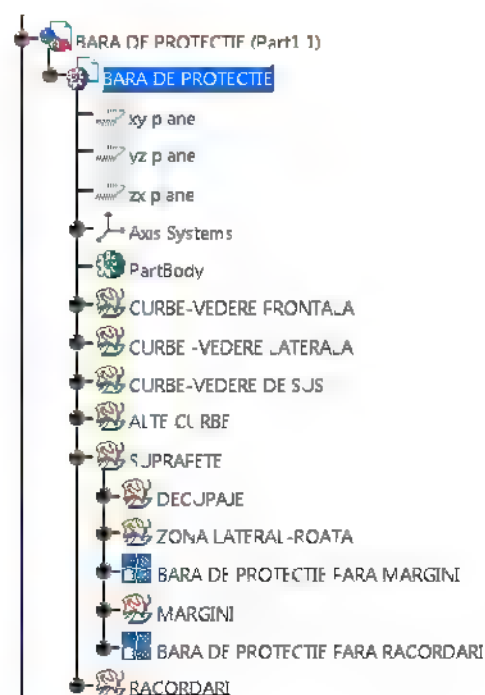 BARA DE PROTECTIE (Part1.1)
BARA DE PROTECTIE
xy plane
yz plane
zx plane
Axis Systems
PartBody
CURBE-VEDERE FRONTALA
CURBE -VEDERE LATERALA
CURBE-VEDERE DE SUS
ALTE CURBE
SUPRAFETE
DECUPAJE
ZONA LATERAL-ROATA
BARA DE PROTECTIE FARA MARGINI
MARGINI
BARA DE PROTECTIE FARA RACORDARI
RACORDARI